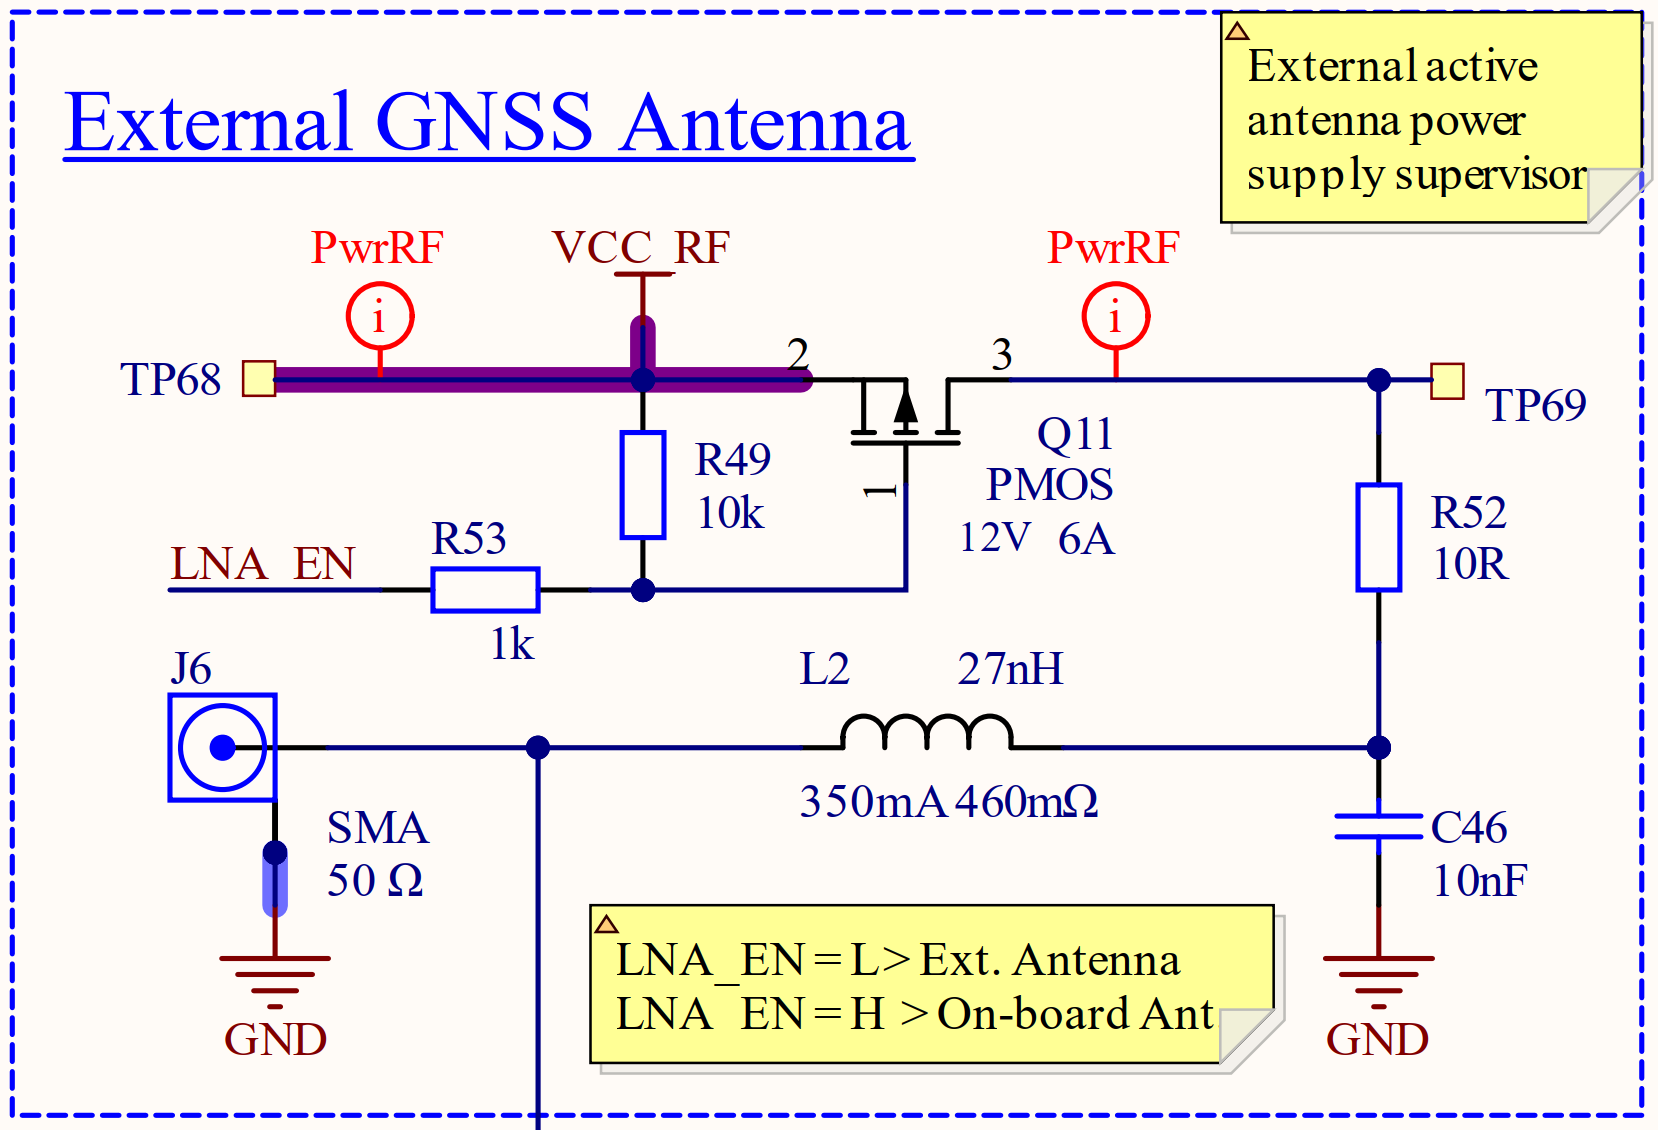 External GNSS Antenna
External active
antenna power
supply supervisor
PwrRF
VCC_RF
PwrRF
i
i
TP68
2
3
TP69
Q11
PMOS
12V 6A
1
R49
10k
R52
10R
R53
LNA_EN
1k
J6
L2 27nH
350mA 460mΩ
SMA
50 Ω
C46
10nF
LNA_EN = L > Ext. Antenna
LNA_EN = H > On-board Ant
GND
GND